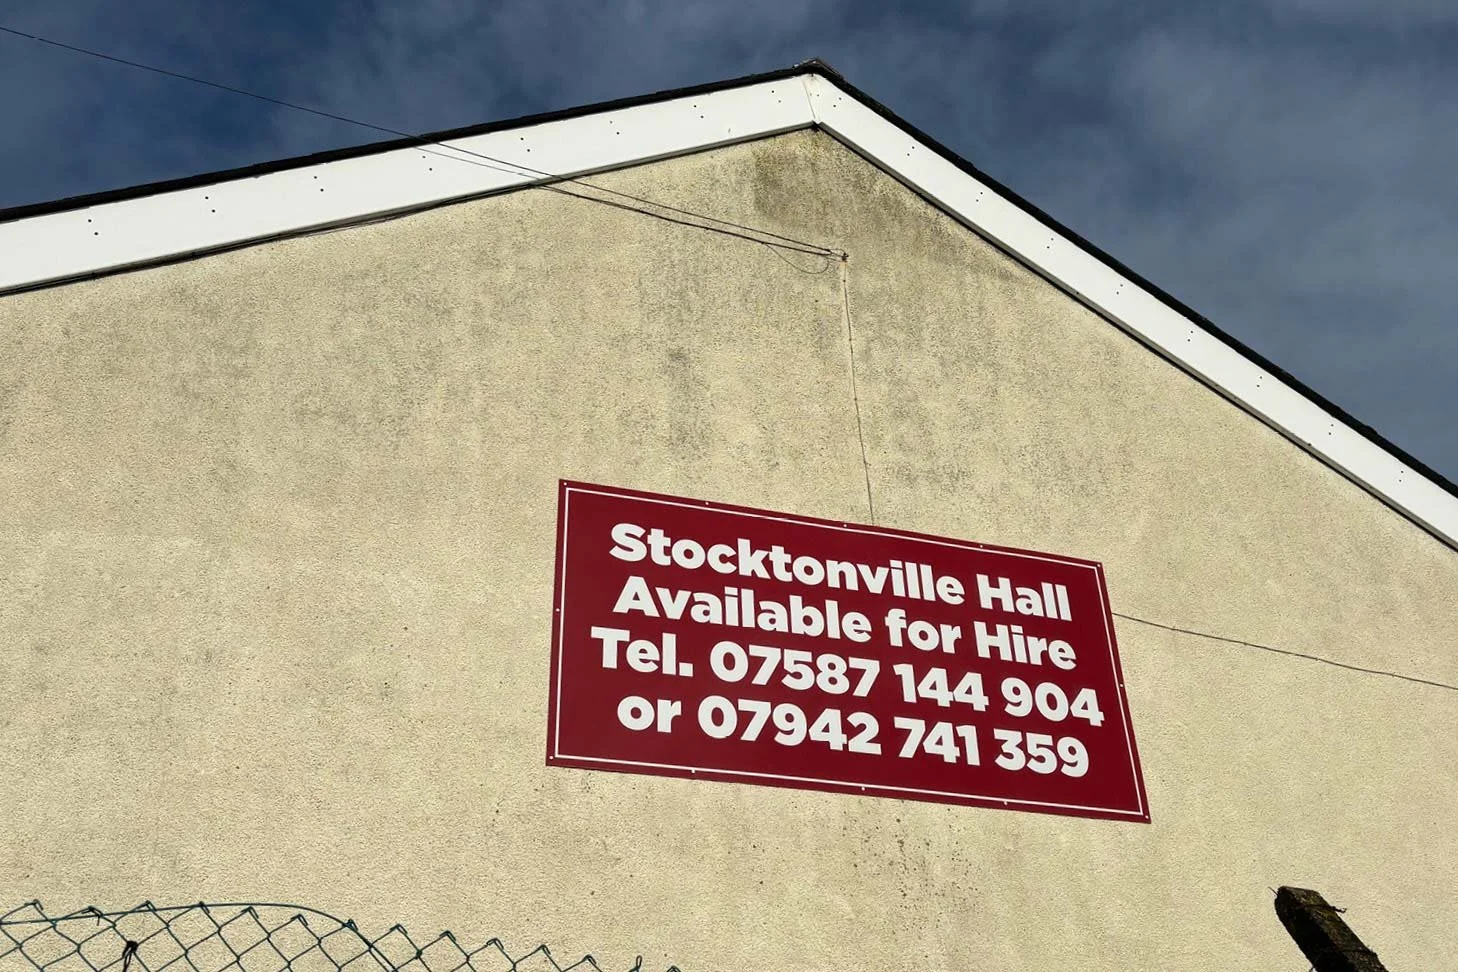 Stocktonville Hall
Available for Hire
Tel. 07587 144 904
or 07942 741 359